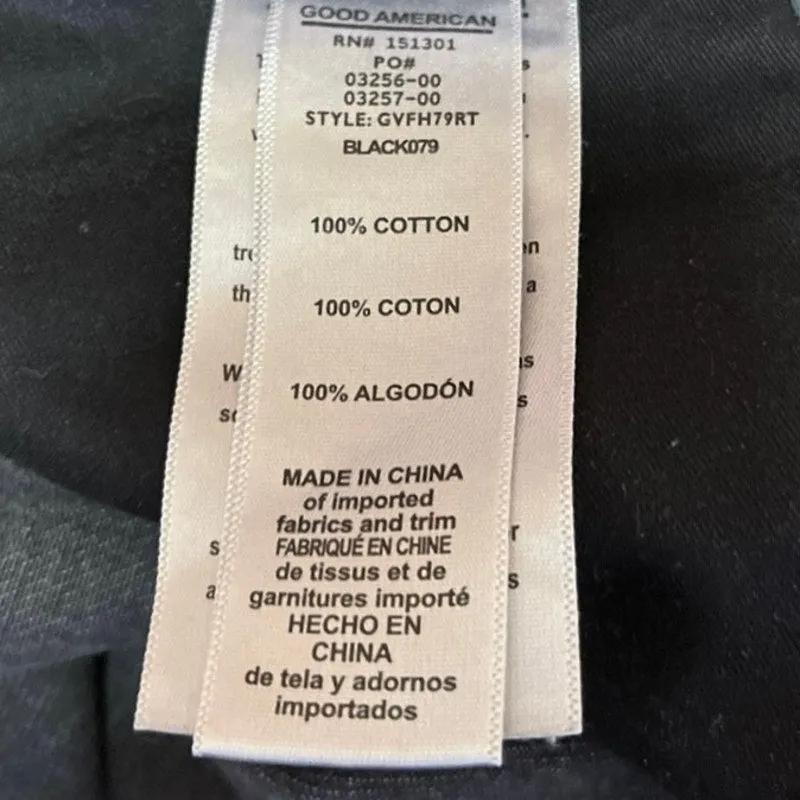 GOOD AMERICAN
RN# 151301
PO#
03256-00
03257-00
STYLE: GVFH79RT
BLACK079
100% COTTON
100% COTON
100% ALGODÓN
MADE IN CHINA
of imported
fabrics and trim
FABRIQUÉ EN CHINE
de tissus et de
garnitures importé
HECHO EN
CHINA
de tela y adornos
importados